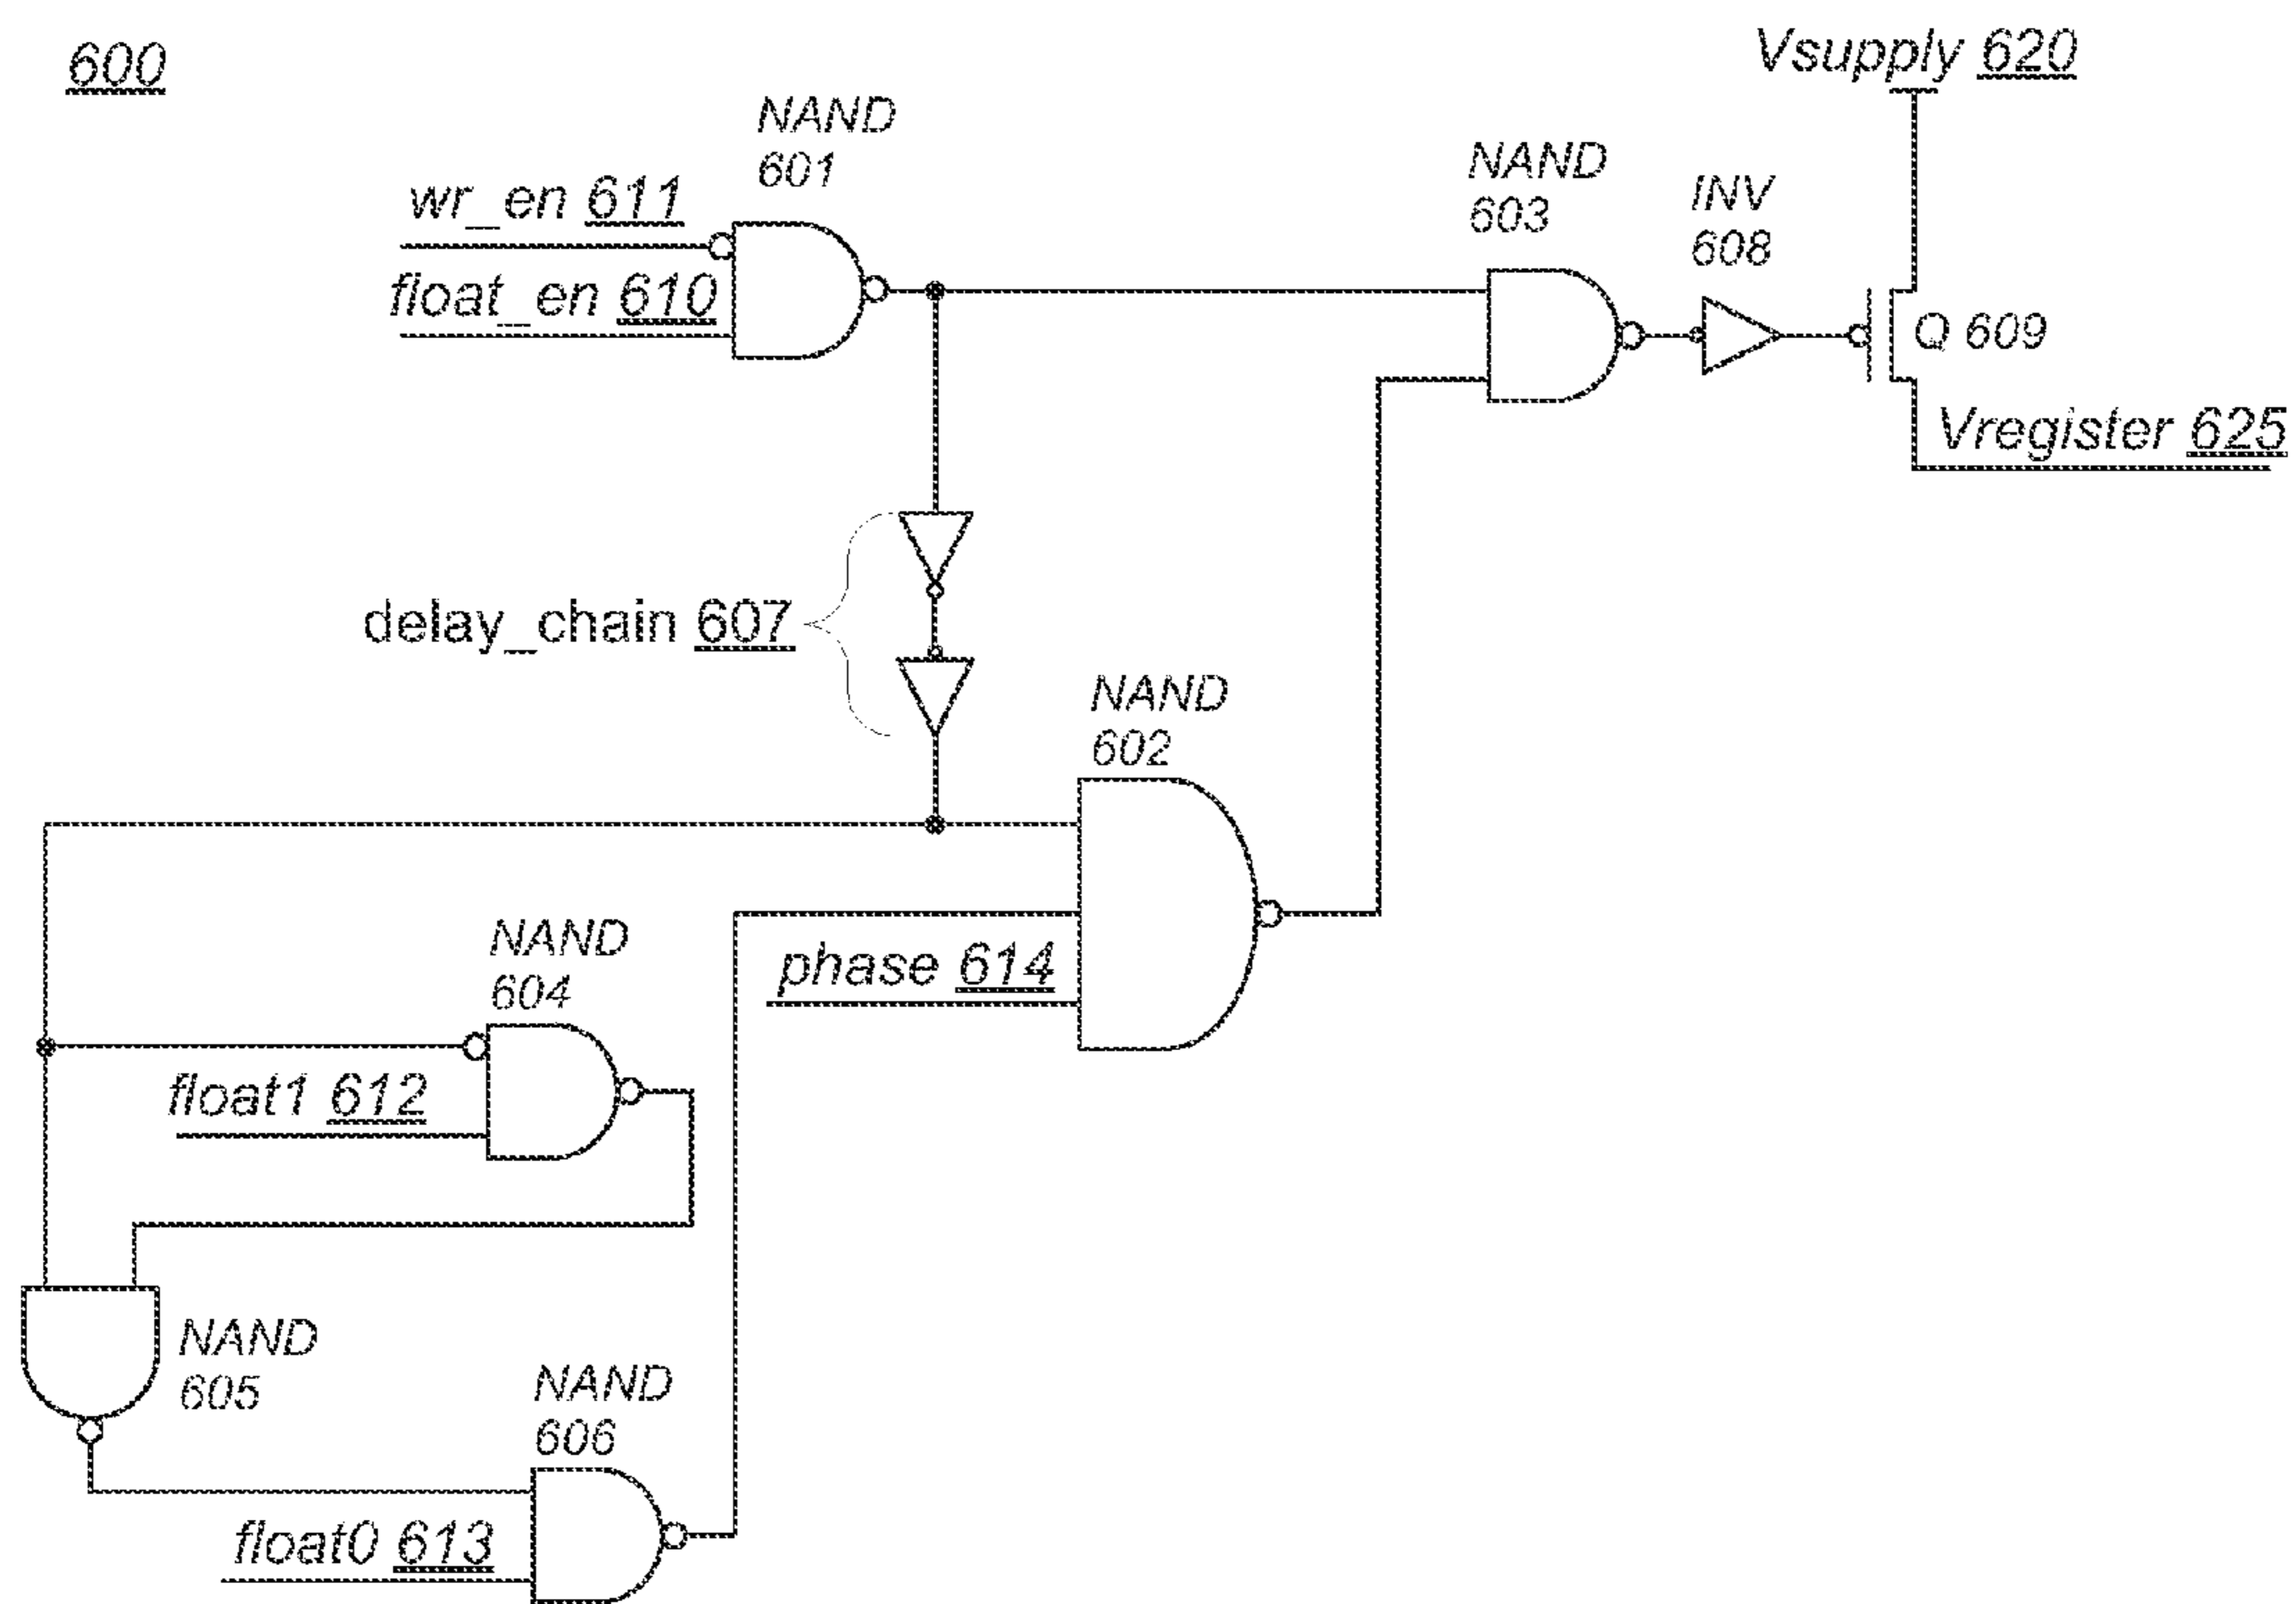 600
Vsupply 620
NAND
601
wr_en 611
float_en 610
NAND
603
INV
608
Q 609
Vregister 625
delay_chain 607
NAND
602
NAND
604
phase 614
float1 612
NAND
605
NAND
606
float0 613